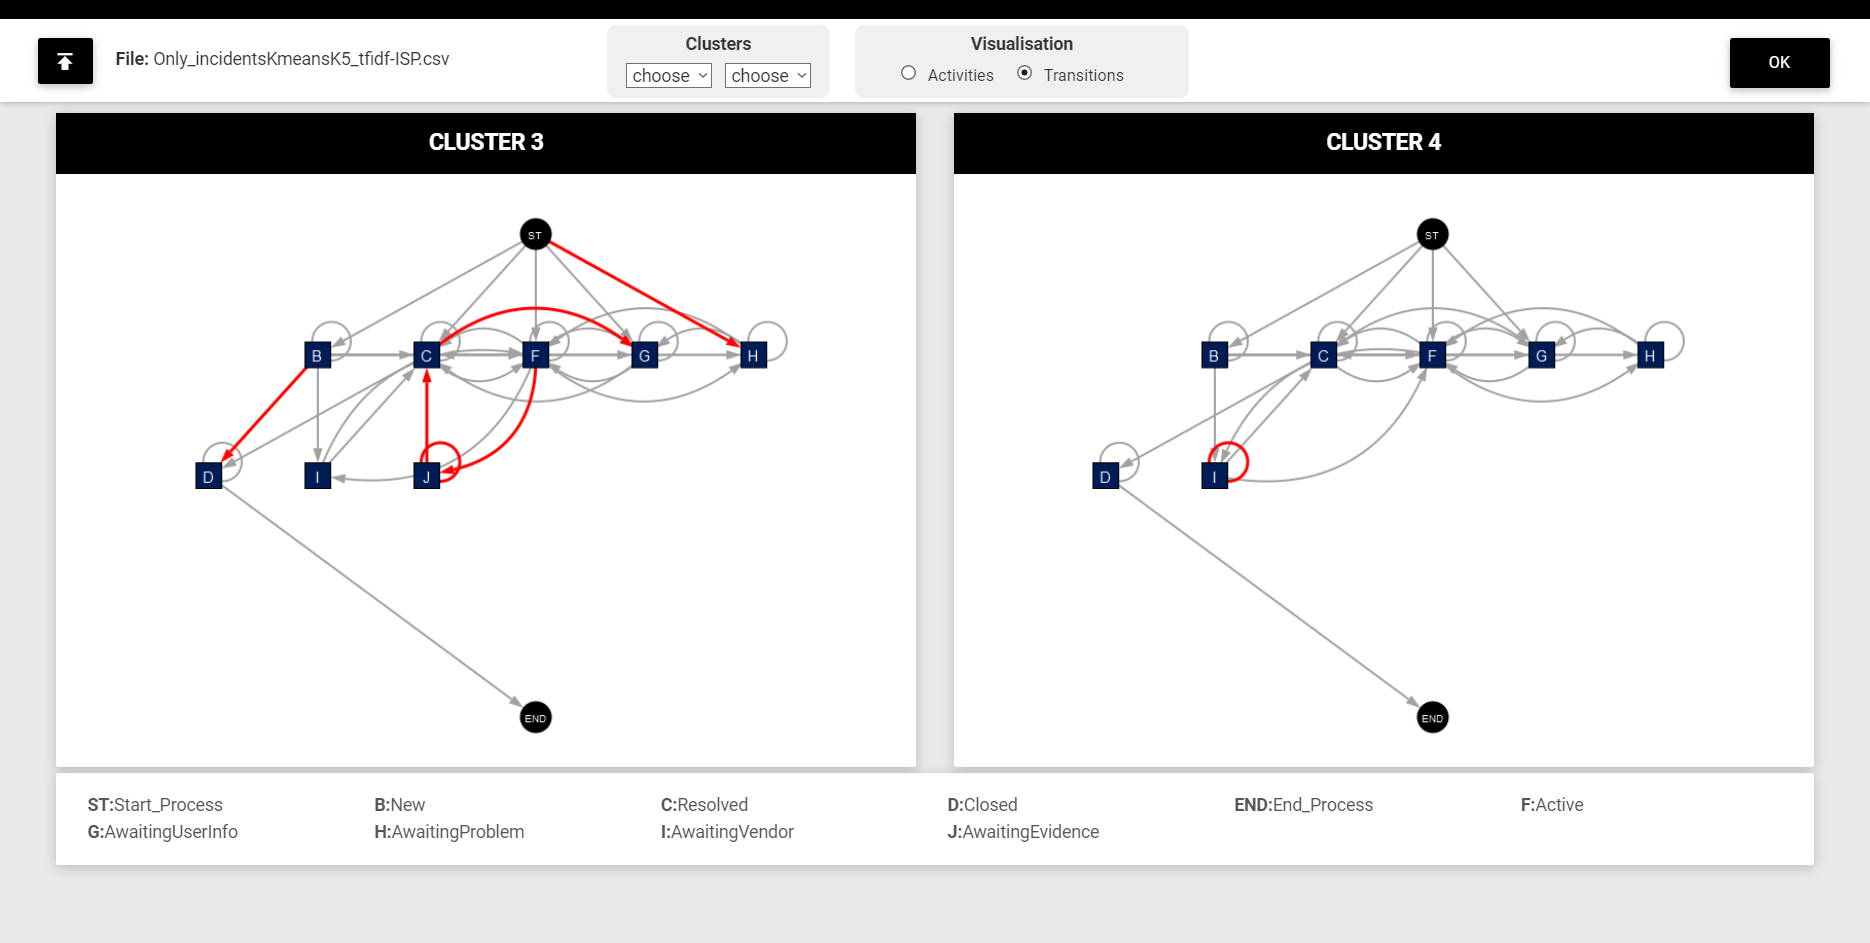 File: Only_incidentsKmeansK5_tfidf-ISP.csv
Clusters
choose choose
Visualisation
Activities Transitions
OK
CLUSTER 3
ST
B C F G H
D I J
END
CLUSTER 4
ST
B C F G H
D I
END
ST:Start_Process B:New C:Resolved D:Closed END:End_Process F:Active
G:AwaitingUserInfo H:AwaitingProblem I:AwaitingVendor J:AwaitingEvidence